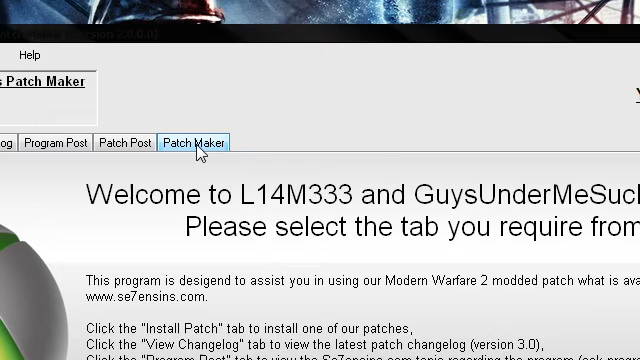 Help
s Patch Maker
og Program Post Patch Post Patch Maker
Welcome to L14M333 and GuysUnderMeSuc
Please select the tab you require from
This program is desigend to assist you in using our Modern Warfare 2 modded patch what is ava
www.se7ensins.com.
Click the "Install Patch" tab to install one of our patches,
Click the "View Changelog" tab to view the latest patch changelog (version 3.0),